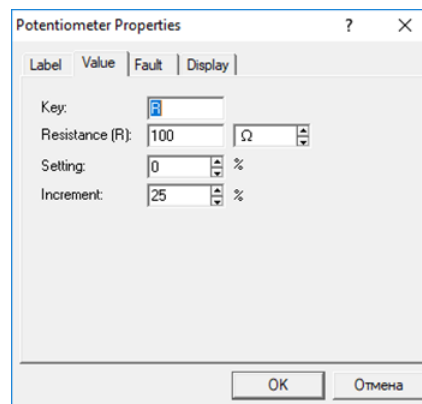 Potentiometer Properties ? ×
Label Value Fault Display
Key: R
Resistance (R): 100 Ω
Setting: 0 %
Increment: 25 %
OK Отмена